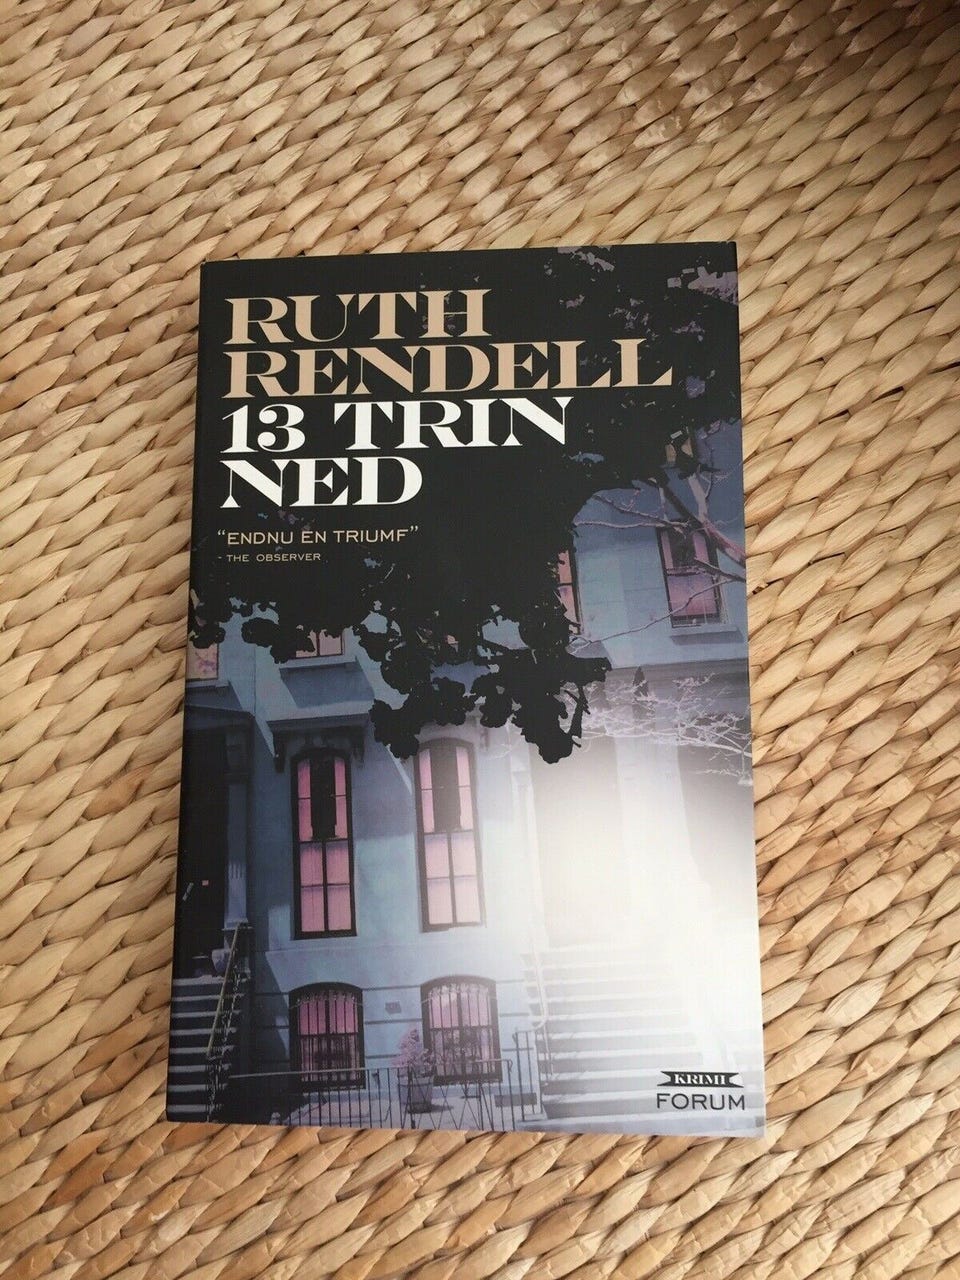 RUTH
RENDELL
13 TRIN
NED
"ENDNU EN TRIUMF"
- THE OBSERVER
KRIMI
FORUM